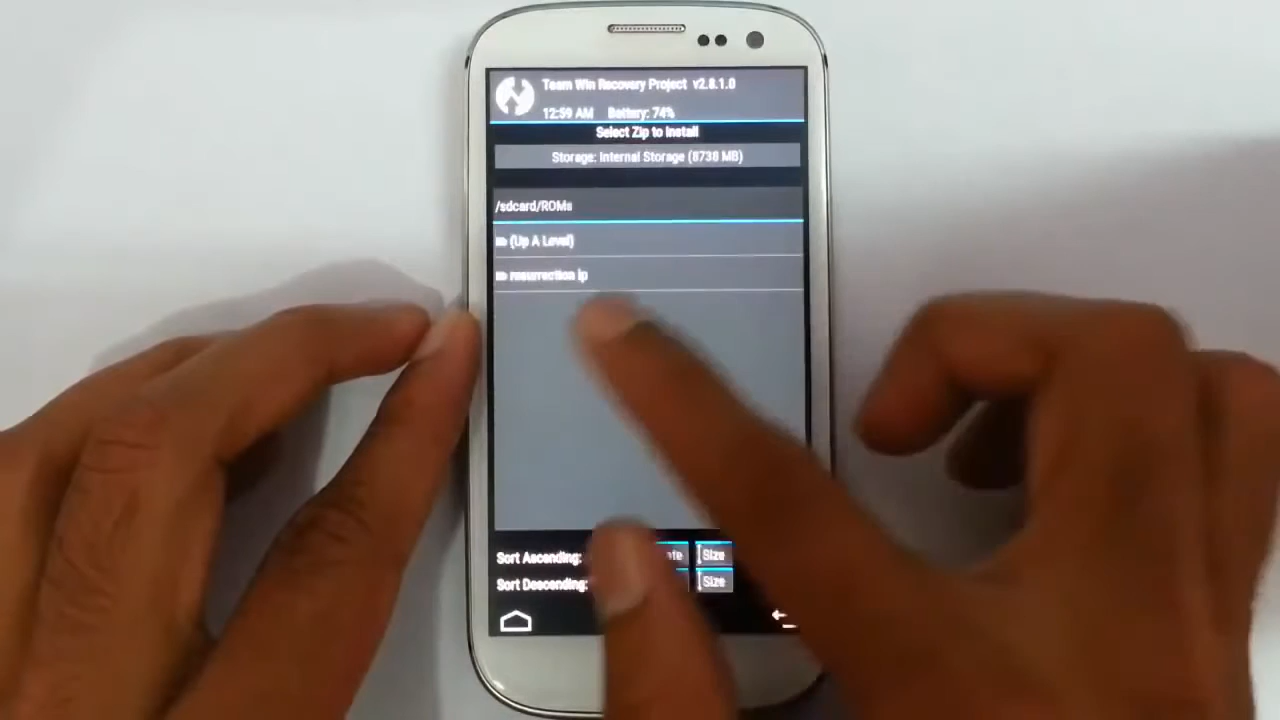 Team Win Recovery Project v2.8.1.0
12:59 AM Battery: 74%
Select Zip to Install
Storage: Internal Storage (8738 MB)
/sdcard/ROMs
(Up A Level)
resurrection lp
Sort Ascending: Size
Sort Descending: Size